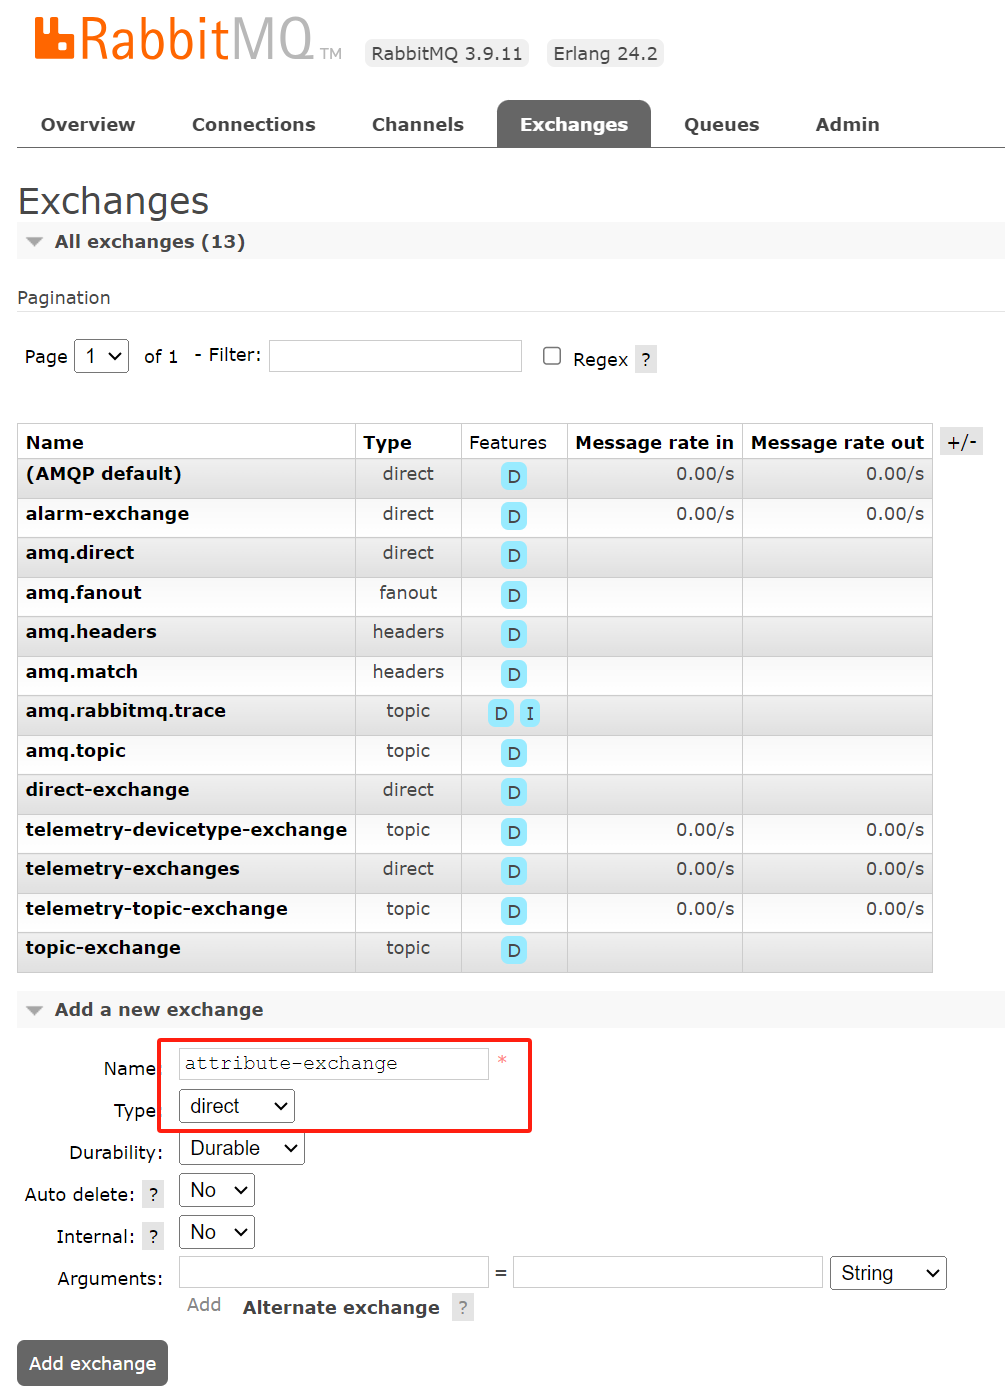 RabbitMQ TM RabbitMQ 3.9.11 Erlang 24.2
Overview Connections Channels Exchanges Queues Admin
Exchanges
All exchanges (13)
Pagination
Page 1 of 1 - Filter: Regex ?
Name Type Features Message rate in Message rate out +/-
(AMQP default) direct D 0.00/s 0.00/s
alarm-exchange direct D 0.00/s 0.00/s
amq.direct direct D
amq.fanout fanout D
amq.headers headers D
amq.match headers D
amq.rabbitmq.trace topic D I
amq.topic topic D
direct-exchange direct D
telemetry-devicetype-exchange topic D 0.00/s 0.00/s
telemetry-exchanges direct D 0.00/s 0.00/s
telemetry-topic-exchange topic D 0.00/s 0.00/s
topic-exchange topic D
Add a new exchange
Name: attribute-exchange *
Type: direct
Durability: Durable
Auto delete: ? No
Internal: ? No
Arguments: = String
Add Alternate exchange ?
Add exchange